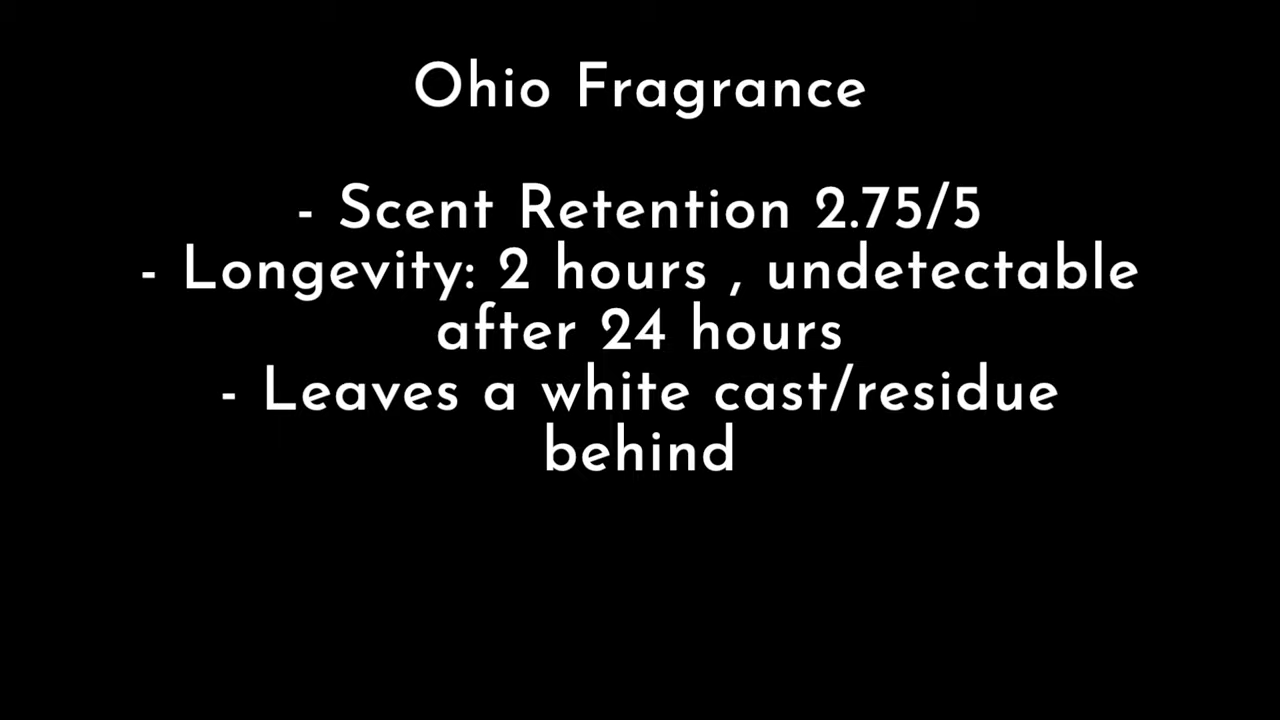 Ohio Fragrance
- Scent Retention 2.75/5
- Longevity: 2 hours , undetectable
after 24 hours
- Leaves a white cast/residue
behind